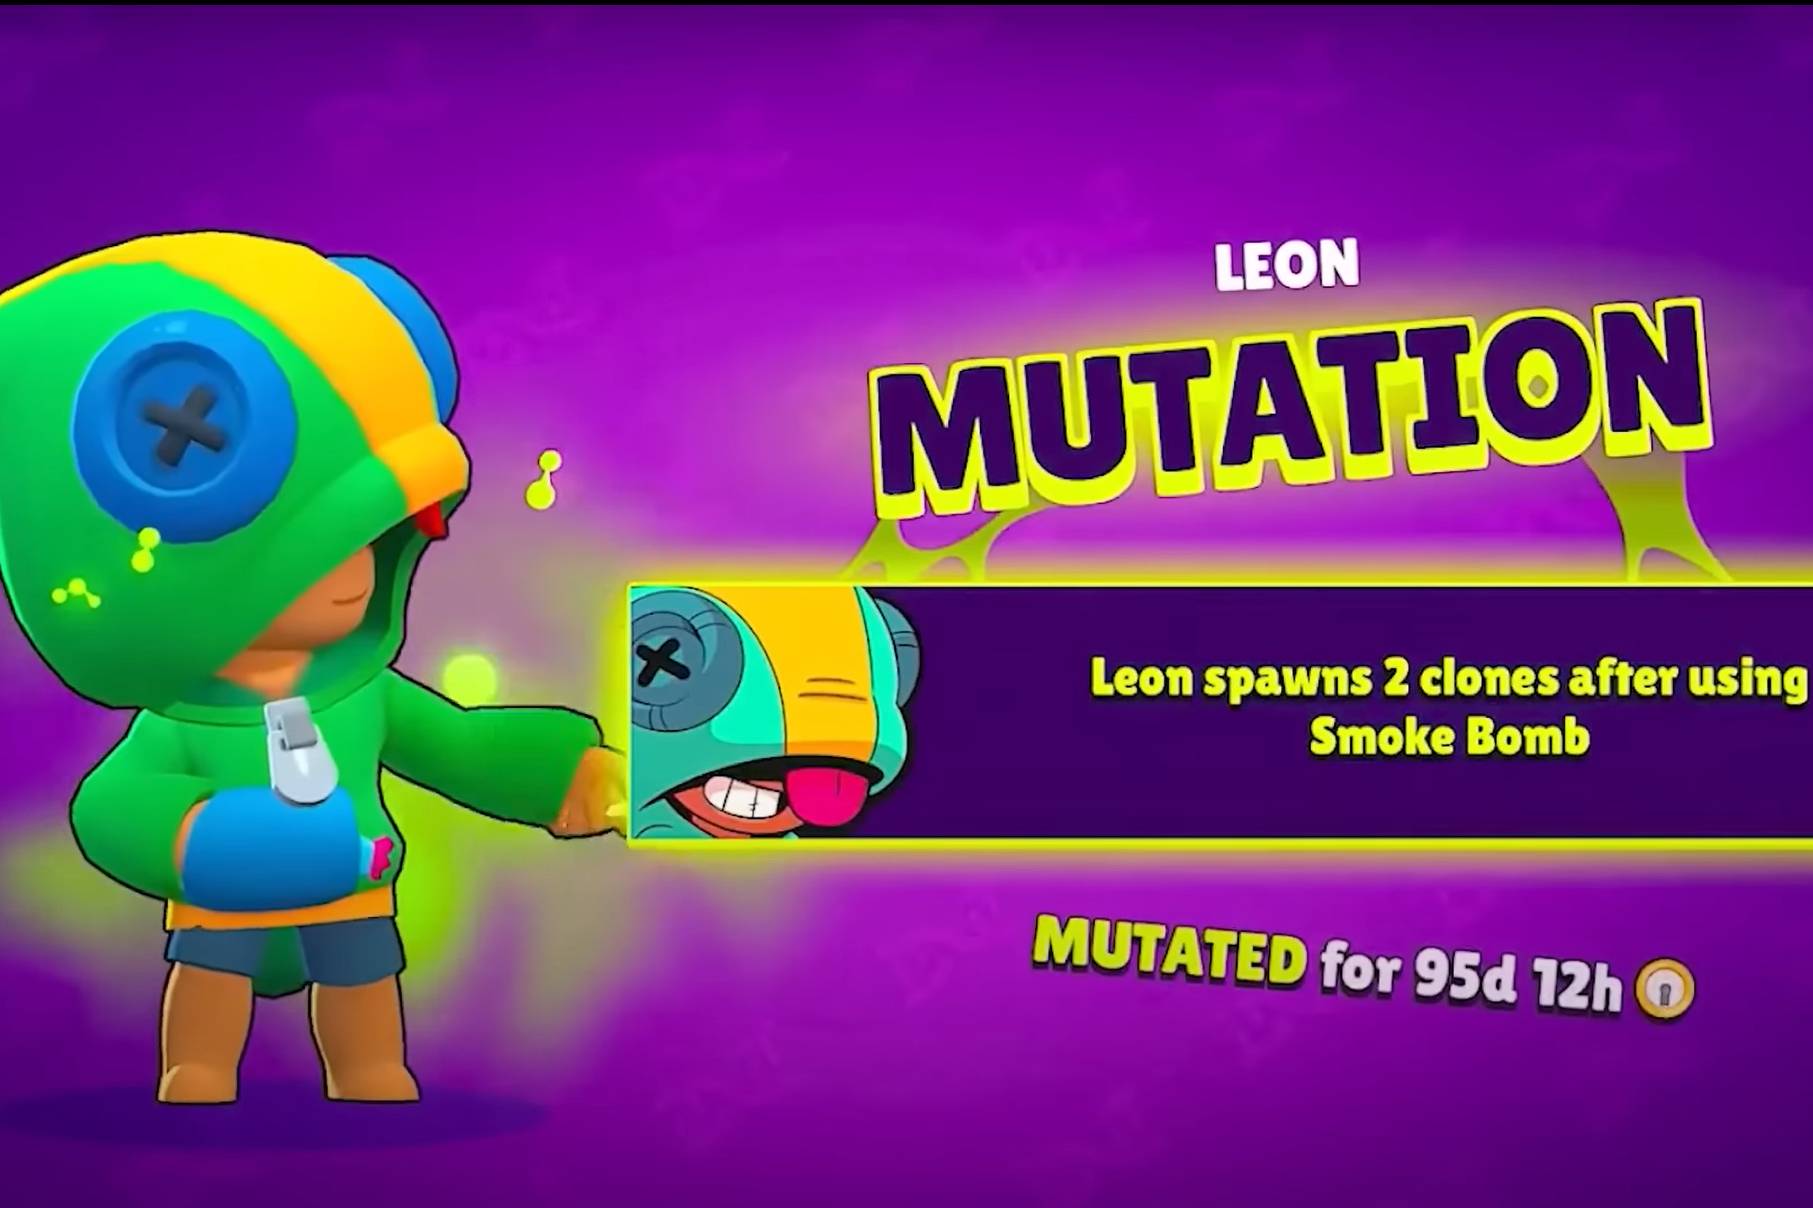 LEON
MUTATION
Leon spawns 2 clones after using
Smoke Bomb
MUTATED for 95d 12h